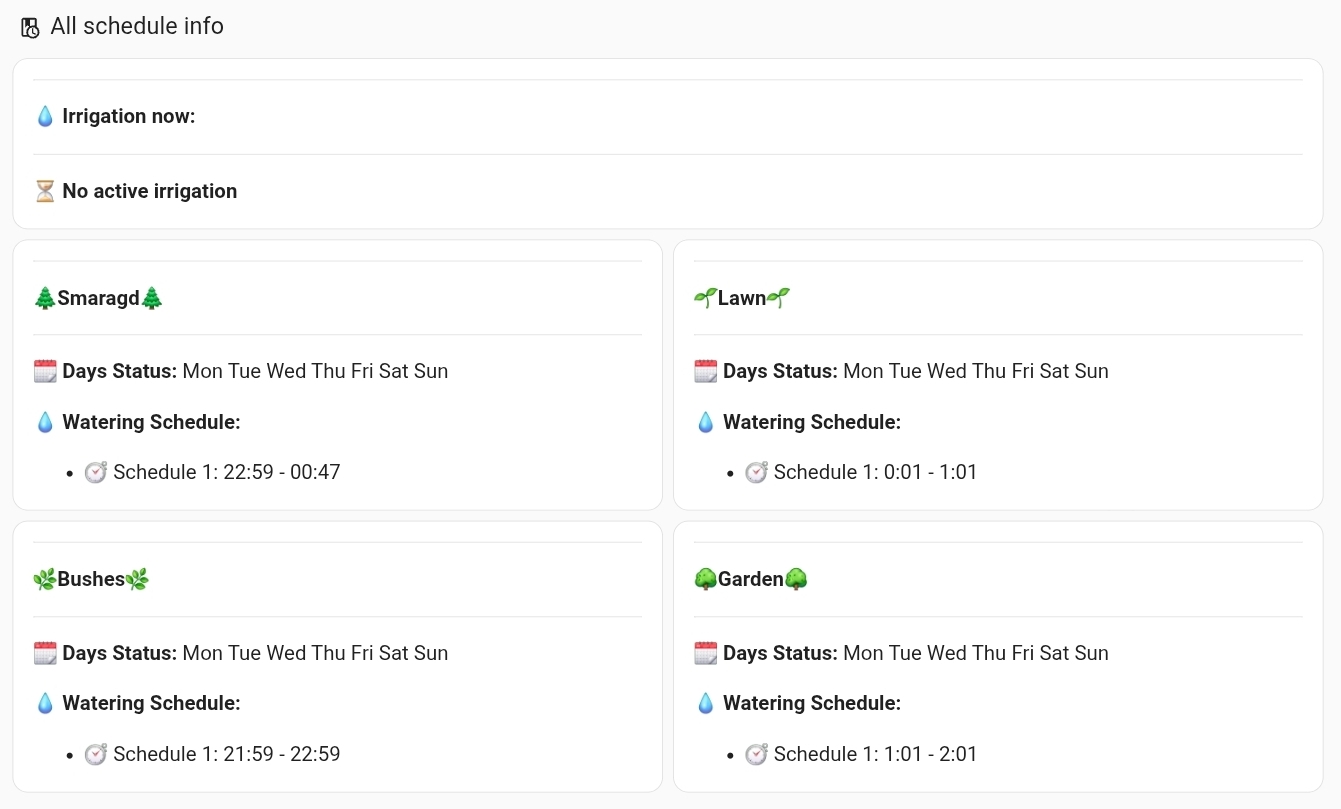 All schedule info
💧 Irrigation now:
⏳ No active irrigation
🌲Smaragd🌲
🗓️ Days Status: Mon Tue Wed Thu Fri Sat Sun
💧 Watering Schedule:
• ⏱️ Schedule 1: 22:59 - 00:47
🌱Lawn🌱
🗓️ Days Status: Mon Tue Wed Thu Fri Sat Sun
💧 Watering Schedule:
• ⏱️ Schedule 1: 0:01 - 1:01
🌿Bushes🌿
🗓️ Days Status: Mon Tue Wed Thu Fri Sat Sun
💧 Watering Schedule:
• ⏱️ Schedule 1: 21:59 - 22:59
🌳Garden🌳
🗓️ Days Status: Mon Tue Wed Thu Fri Sat Sun
💧 Watering Schedule:
• ⏱️ Schedule 1: 1:01 - 2:01